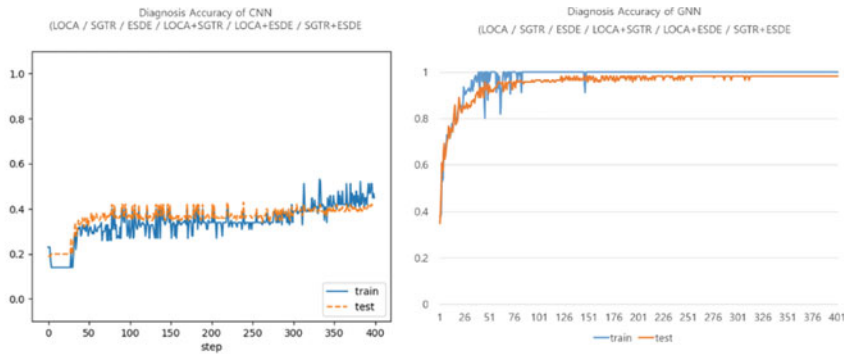 Diagnosis Accuracy of CNN
(LOCA / SGTR / ESDE / LOCA+SGTR / LOCA+ESDE / SGTR+ESDE
1.0
0.8
0.6
0.4
0.2
0.0
train
test
0 50 100 150 200 250 300 350 400
step
Diagnosis Accuracy of GNN
(LOCA / SGTR / ESDE / LOCA+SGTR / LOCA+ESDE / SGTR+ESDE
1
0.8
0.6
0.4
0.2
0
1 26 51 76 101 126 151 176 201 226 251 276 301 326 351 376 401
train test